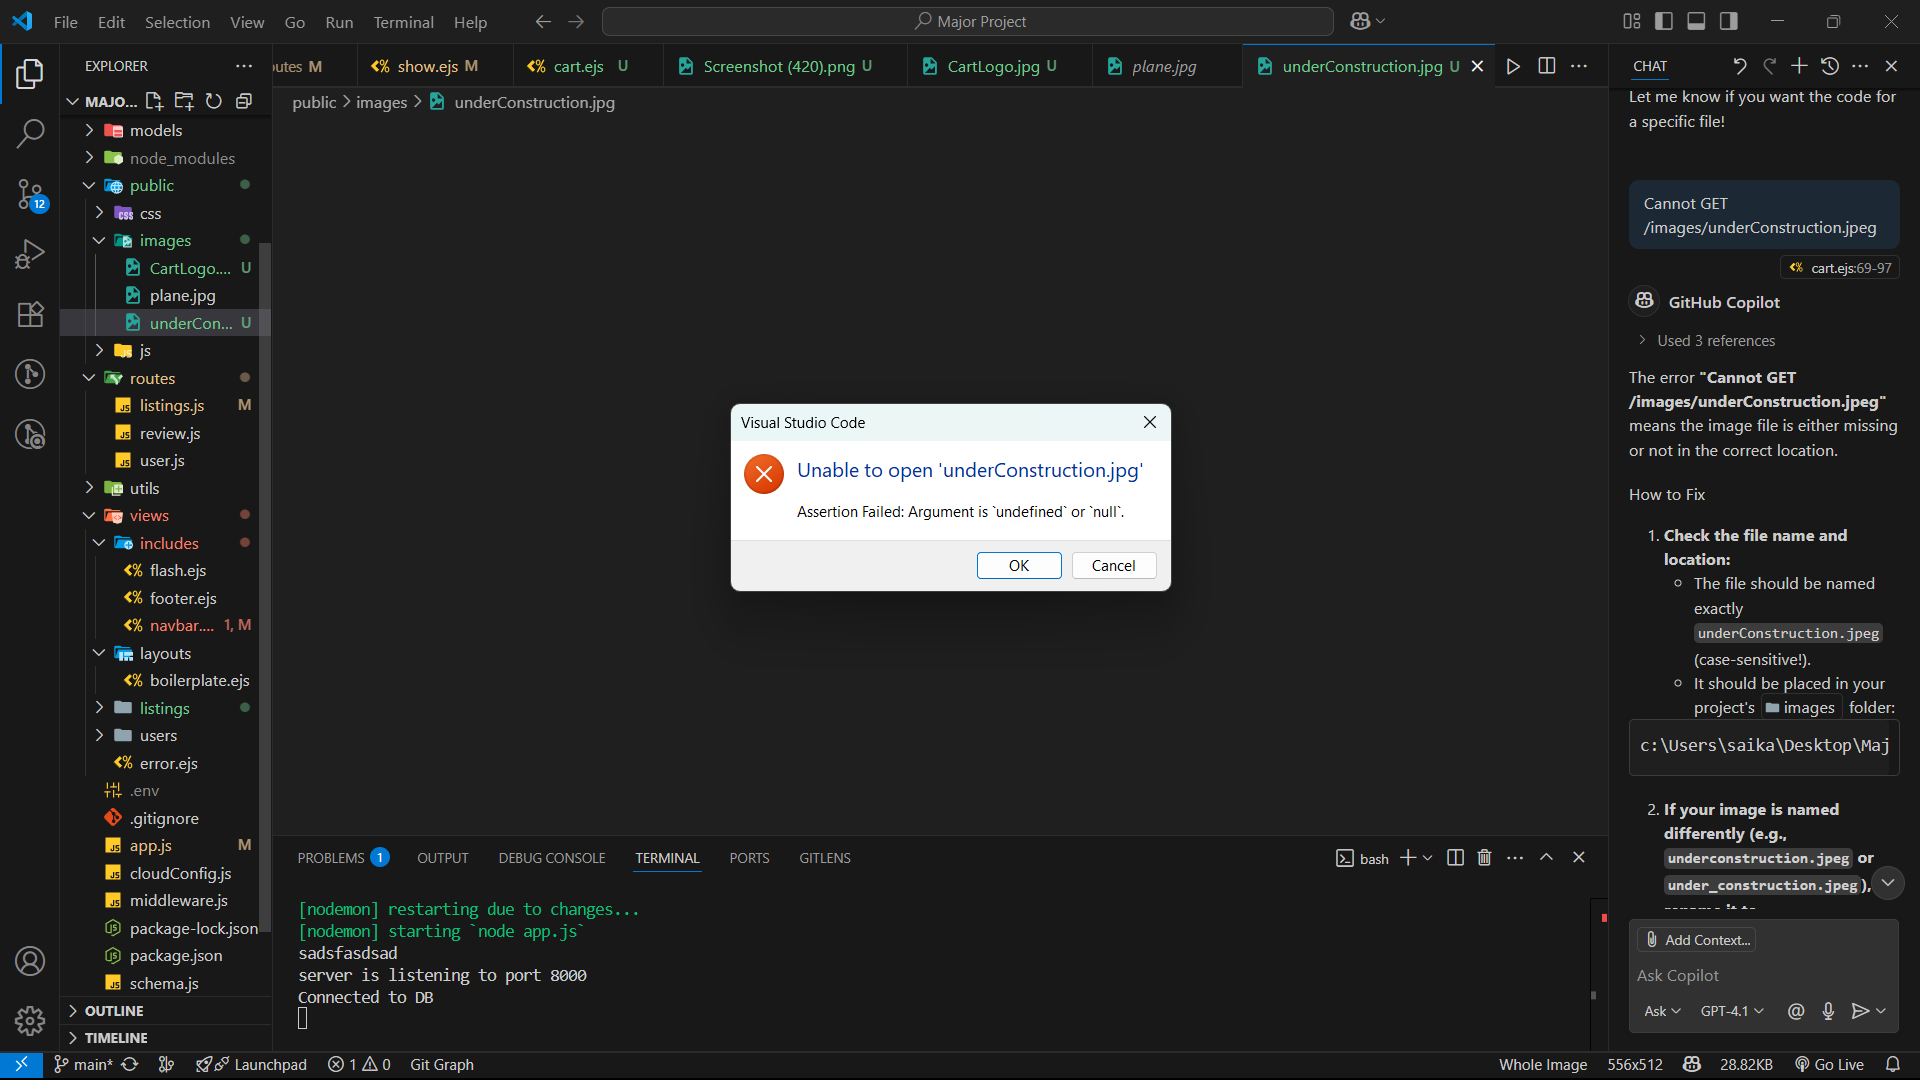 File Edit Selection View Go Run Terminal Help
Major Project
EXPLORER
outes M
show.ejs M
cart.ejs U
Screenshot (420).png U
CartLogo.jpg U
plane.jpg
underConstruction.jpg U
CHAT
MAJO...
public > images > underConstruction.jpg
models
node_modules
public
css
images
CartLogo.... U
plane.jpg
underCon... U
js
routes
listings.js M
review.js
user.js
utils
views
includes
flash.ejs
footer.ejs
navbar.... 1, M
layouts
boilerplate.ejs
listings
users
error.ejs
.env
.gitignore
app.js M
cloudConfig.js
middleware.js
package-lock.json
package.json
schema.js
OUTLINE
TIMELINE
12
Visual Studio Code
Unable to open 'underConstruction.jpg'
Assertion Failed: Argument is `undefined` or `null`.
OK Cancel
PROBLEMS 1 OUTPUT DEBUG CONSOLE TERMINAL PORTS GITLENS
bash
[nodemon] restarting due to changes...
[nodemon] starting `node app.js`
sadsfasdsad
server is listening to port 8000
Connected to DB
Let me know if you want the code for
a specific file!
Cannot GET
/images/underConstruction.jpeg
cart.ejs:69-97
GitHub Copilot
Used 3 references
The error "Cannot GET
/images/underConstruction.jpeg"
means the image file is either missing
or not in the correct location.
How to Fix
1. Check the file name and
location:
The file should be named
exactly
underConstruction.jpeg
(case-sensitive!).
It should be placed in your
project's images folder:
c:\Users\saika\Desktop\Maj
2. If your image is named
differently (e.g.,
underconstruction.jpeg or
under_construction.jpeg),
Add Context...
Ask Copilot
Ask GPT-4.1
main* Launchpad 1 0 Git Graph
Whole Image 556x512 28.82KB Go Live